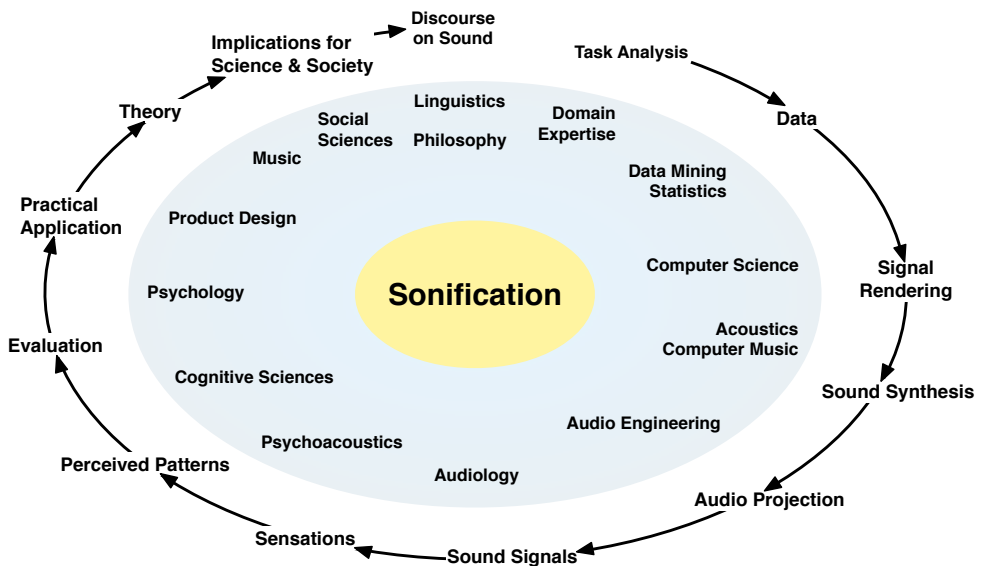 Discourse
on Sound
Implications for
Science & Society
Task Analysis
Theory
Data
Linguistics
Philosophy
Domain
Expertise
Social
Sciences
Music
Data Mining
Statistics
Practical
Application
Product Design
Computer Science
Signal
Rendering
Sonification
Psychology
Acoustics
Computer Music
Evaluation
Cognitive Sciences
Sound Synthesis
Audio Engineering
Psychoacoustics
Audiology
Perceived Patterns
Audio Projection
Sensations
Sound Signals